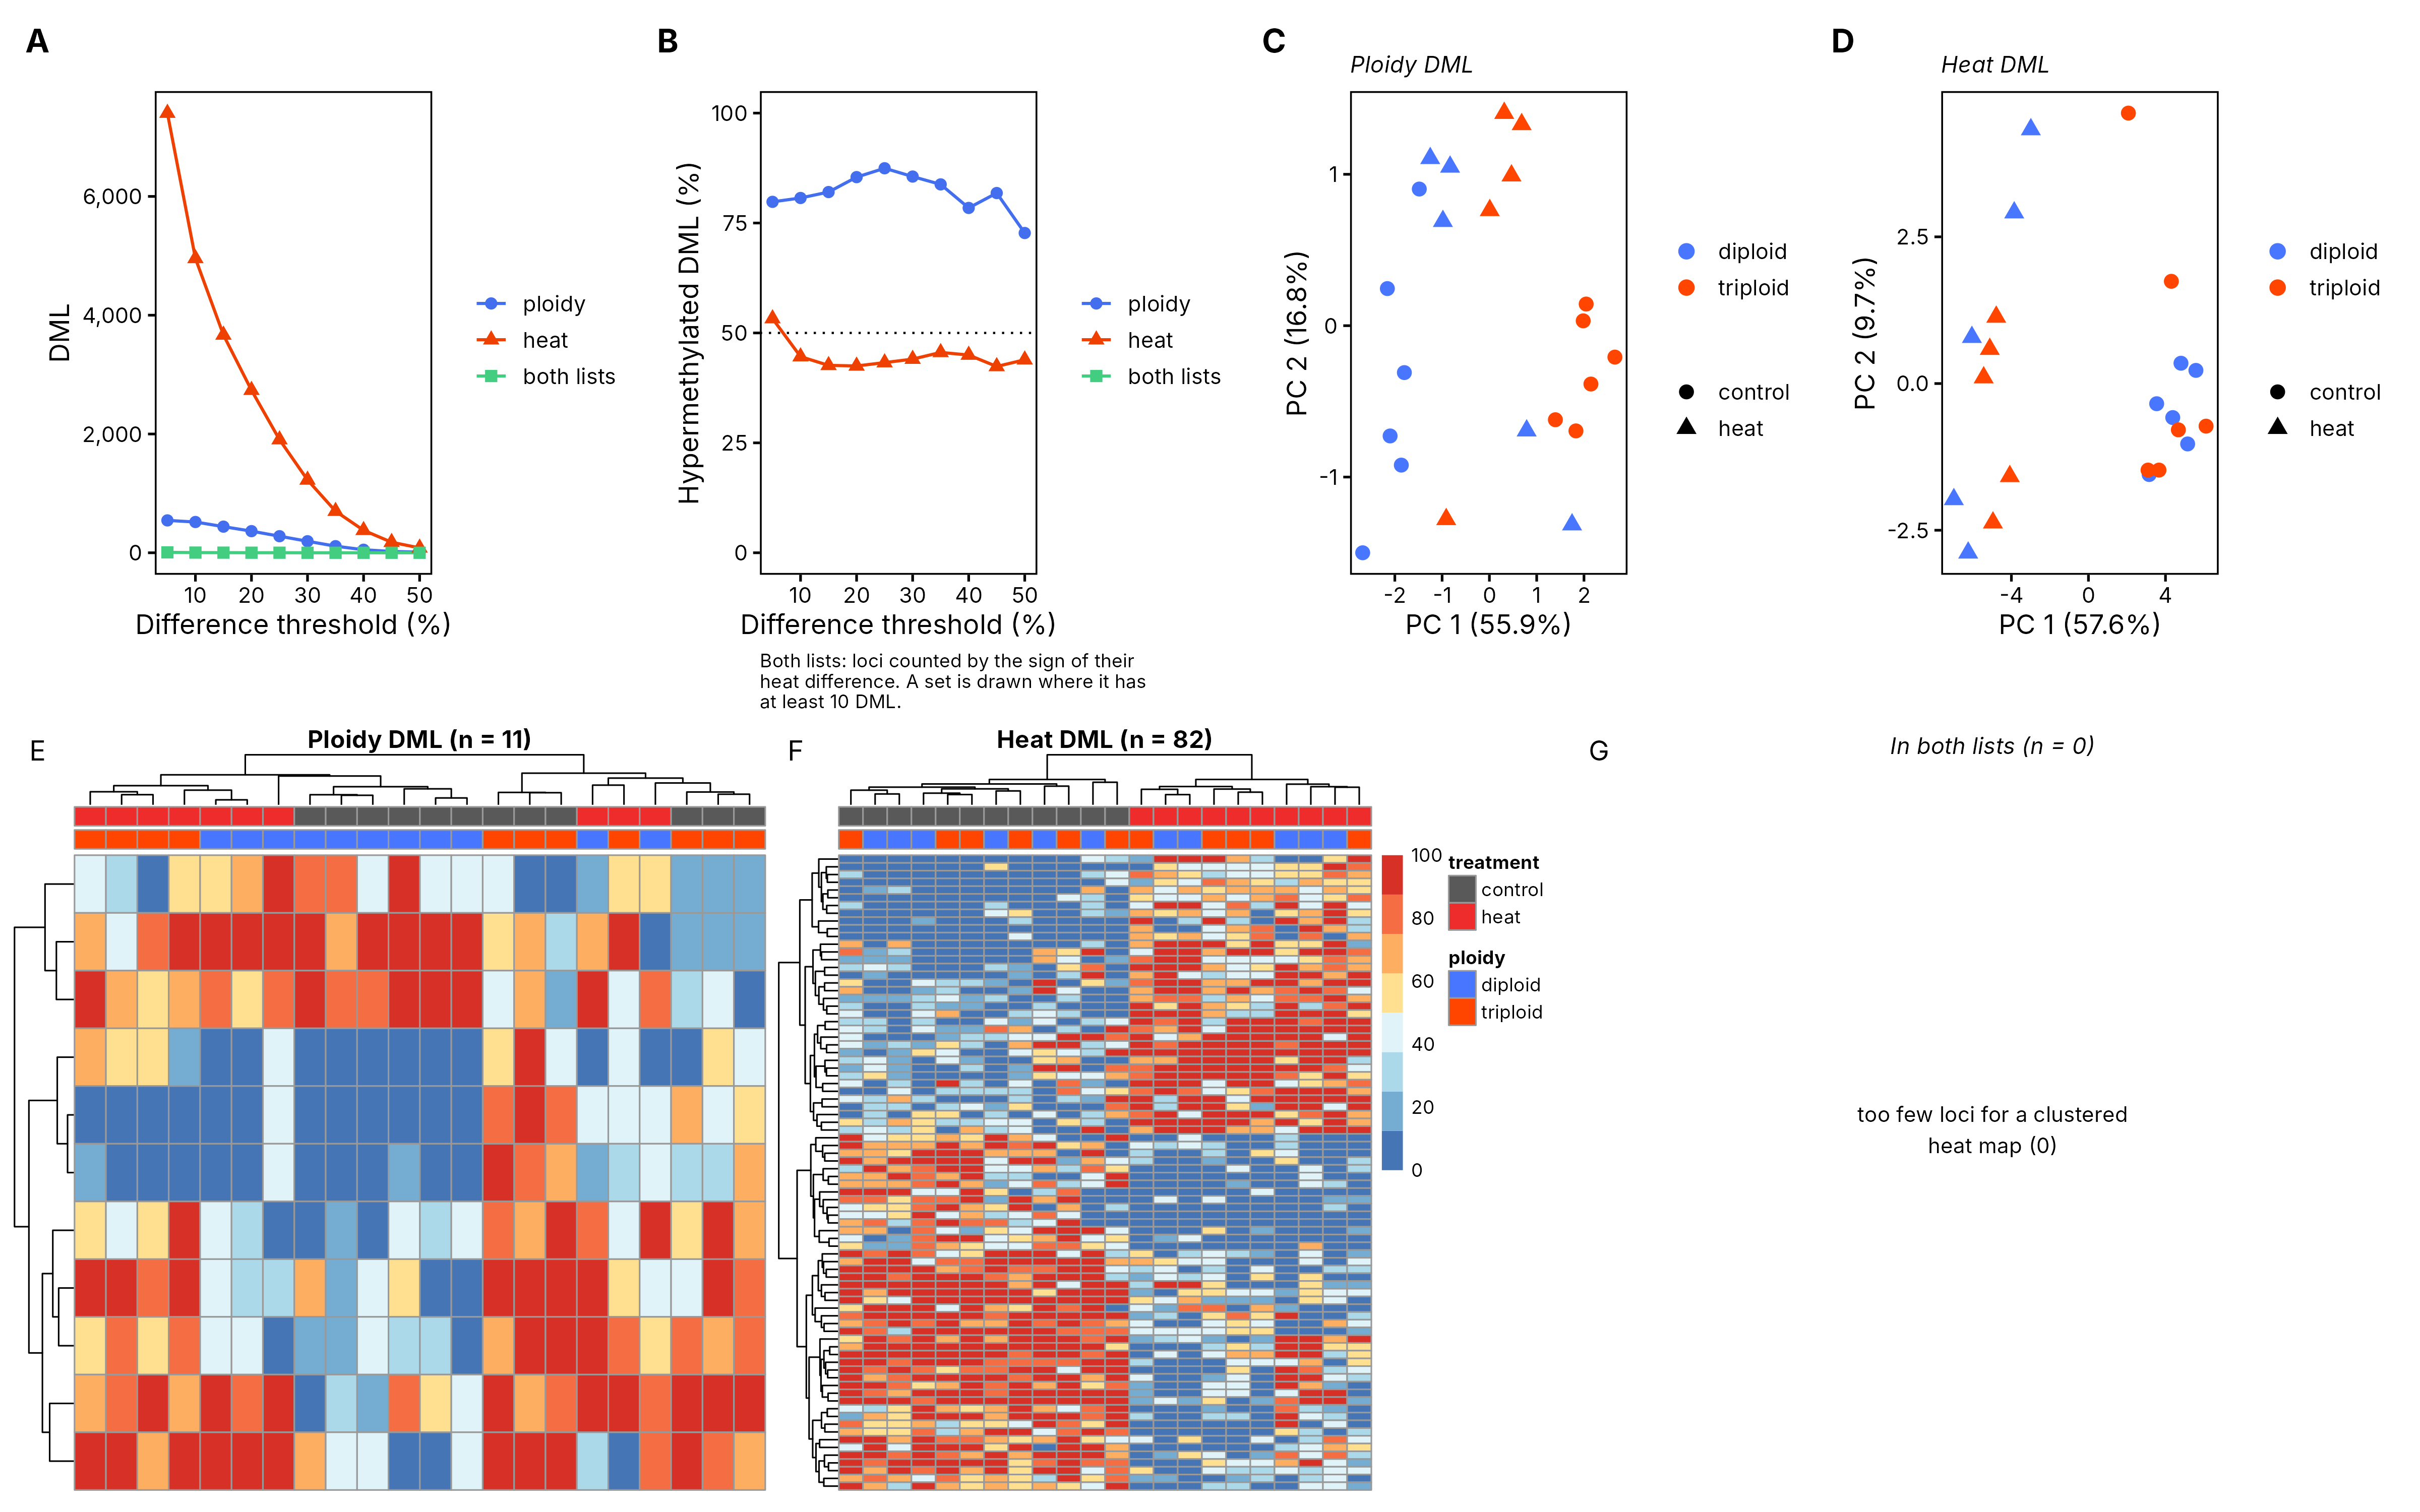 A
DML
6,000
4,000
2,000
0
10 20 30 40 50
Difference threshold (%)
ploidy
heat
both lists
B
Hypermethylated DML (%)
100
75
50
25
0
10 20 30 40 50
Difference threshold (%)
ploidy
heat
both lists
Both lists: loci counted by the sign of their
heat difference. A set is drawn where it has
at least 10 DML.
C
Ploidy DML
PC 2 (16.8%)
1
0
-1
-2 -1 0 1 2
PC 1 (55.9%)
diploid
triploid
control
heat
D
Heat DML
PC 2 (9.7%)
2.5
0.0
-2.5
-4 0 4
PC 1 (57.6%)
diploid
triploid
control
heat
E
Ploidy DML (n = 11)
F
Heat DML (n = 82)
100
80
60
40
20
0
treatment
control
heat
ploidy
diploid
triploid
G
In both lists (n = 0)
too few loci for a clustered
heat map (0)